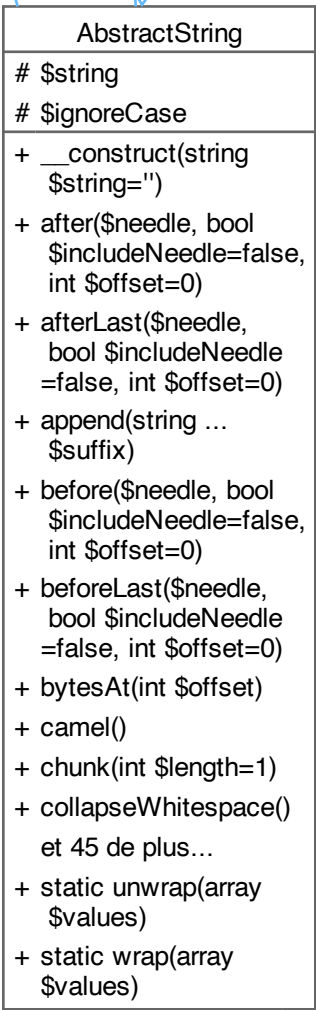 AbstractString
# $string
# $ignoreCase
+ __construct(string
$string='')
+ after($needle, bool
$includeNeedle=false,
int $offset=0)
+ afterLast($needle,
bool $includeNeedle
=false, int $offset=0)
+ append(string ...
$suffix)
+ before($needle, bool
$includeNeedle=false,
int $offset=0)
+ beforeLast($needle,
bool $includeNeedle
=false, int $offset=0)
+ bytesAt(int $offset)
+ camel()
+ chunk(int $length=1)
+ collapseWhitespace()
et 45 de plus...
+ static unwrap(array
$values)
+ static wrap(array
$values)